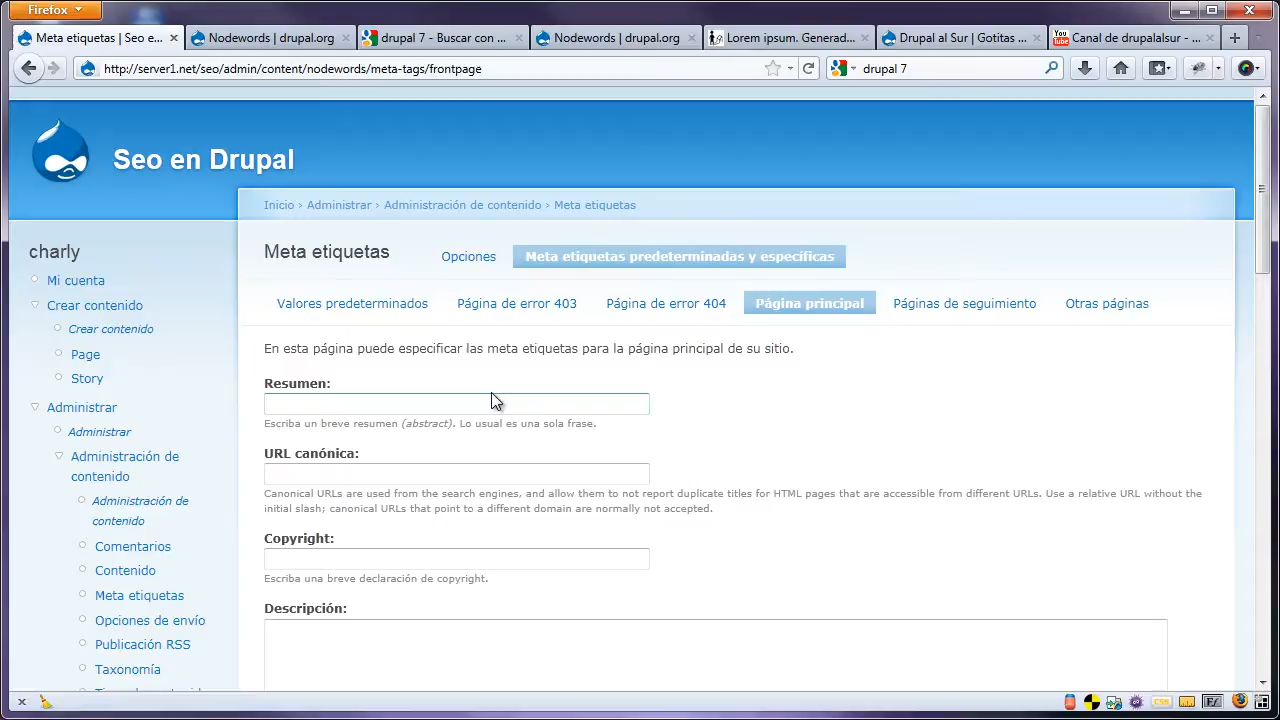 Firefox
Meta etiquetas | Seo e...
Nodewords | drupal.org
drupal 7 - Buscar con ...
Nodewords | drupal.org
Lorem ipsum. Generad...
Drupal al Sur | Gotitas ...
You Tube
Canal de drupalalsur - ...
http://server1.net/seo/admin/content/nodewords/meta-tags/frontpage
drupal 7
Seo en Drupal
Inicio › Administrar › Administración de contenido › Meta etiquetas
charly
Mi cuenta
Crear contenido
Crear contenido
Page
Story
Administrar
Administrar
Administración de
contenido
Administración de
contenido
Comentarios
Contenido
Meta etiquetas
Opciones de envío
Publicación RSS
Taxonomía
Meta etiquetas
Opciones
Meta etiquetas predeterminadas y específicas
Valores predeterminados
Página de error 403
Página de error 404
Página principal
Páginas de seguimiento
Otras páginas
En esta página puede especificar las meta etiquetas para la página principal de su sitio.
Resumen:
Escriba un breve resumen (abstract). Lo usual es una sola frase.
URL canónica:
Canonical URLs are used from the search engines, and allow them to not report duplicate titles for HTML pages that are accessible from different URLs. Use a relative URL without the
initial slash; canonical URLs that point to a different domain are normally not accepted.
Copyright:
Escriba una breve declaración de copyright.
Descripción:
CSS